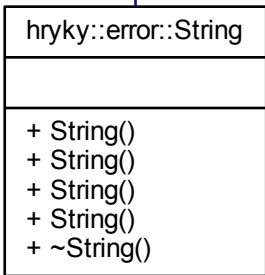 hryky::error::String
+ String()
+ String()
+ String()
+ String()
+ ~String()